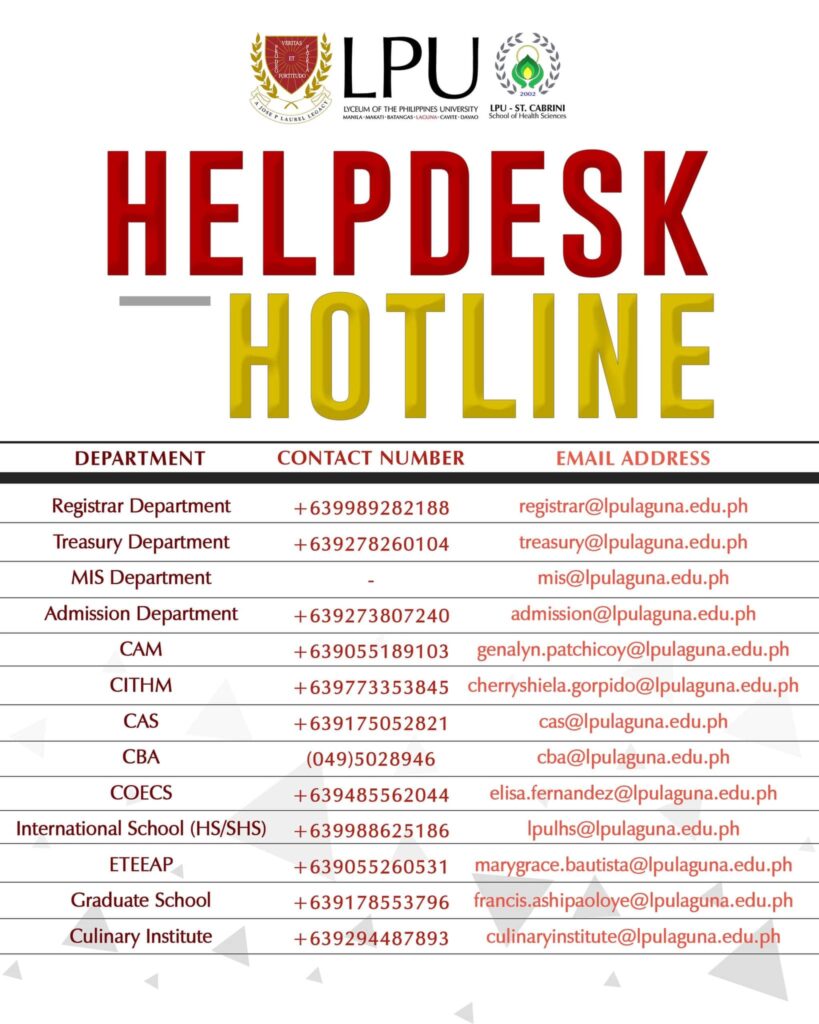 VERITAS
ET
FORTITUDO
PRO DEO
ET PATRIA
A JOSE P LAUREL LEGACY
LPU
LYCEUM OF THE PHILIPPINES UNIVERSITY
MANILA · MAKATI · BATANGAS · LAGUNA · CAVITE · DAVAO
2002
LPU - ST. CABRINI
School of Health Sciences
HELPDESK
HOTLINE
DEPARTMENT CONTACT NUMBER EMAIL ADDRESS
Registrar Department +639989282188 registrar@lpulaguna.edu.ph
Treasury Department +639278260104 treasury@lpulaguna.edu.ph
MIS Department - mis@lpulaguna.edu.ph
Admission Department +639273807240 admission@lpulaguna.edu.ph
CAM +639055189103 genalyn.patchicoy@lpulaguna.edu.ph
CITHM +639773353845 cherryshiela.gorpido@lpulaguna.edu.ph
CAS +639175052821 cas@lpulaguna.edu.ph
CBA (049)5028946 cba@lpulaguna.edu.ph
COECS +639485562044 elisa.fernandez@lpulaguna.edu.ph
International School (HS/SHS) +639988625186 lpulhs@lpulaguna.edu.ph
ETEEAP +639055260531 marygrace.bautista@lpulaguna.edu.ph
Graduate School +639178553796 francis.ashipaoloye@lpulaguna.edu.ph
Culinary Institute +639294487893 culinaryinstitute@lpulaguna.edu.ph